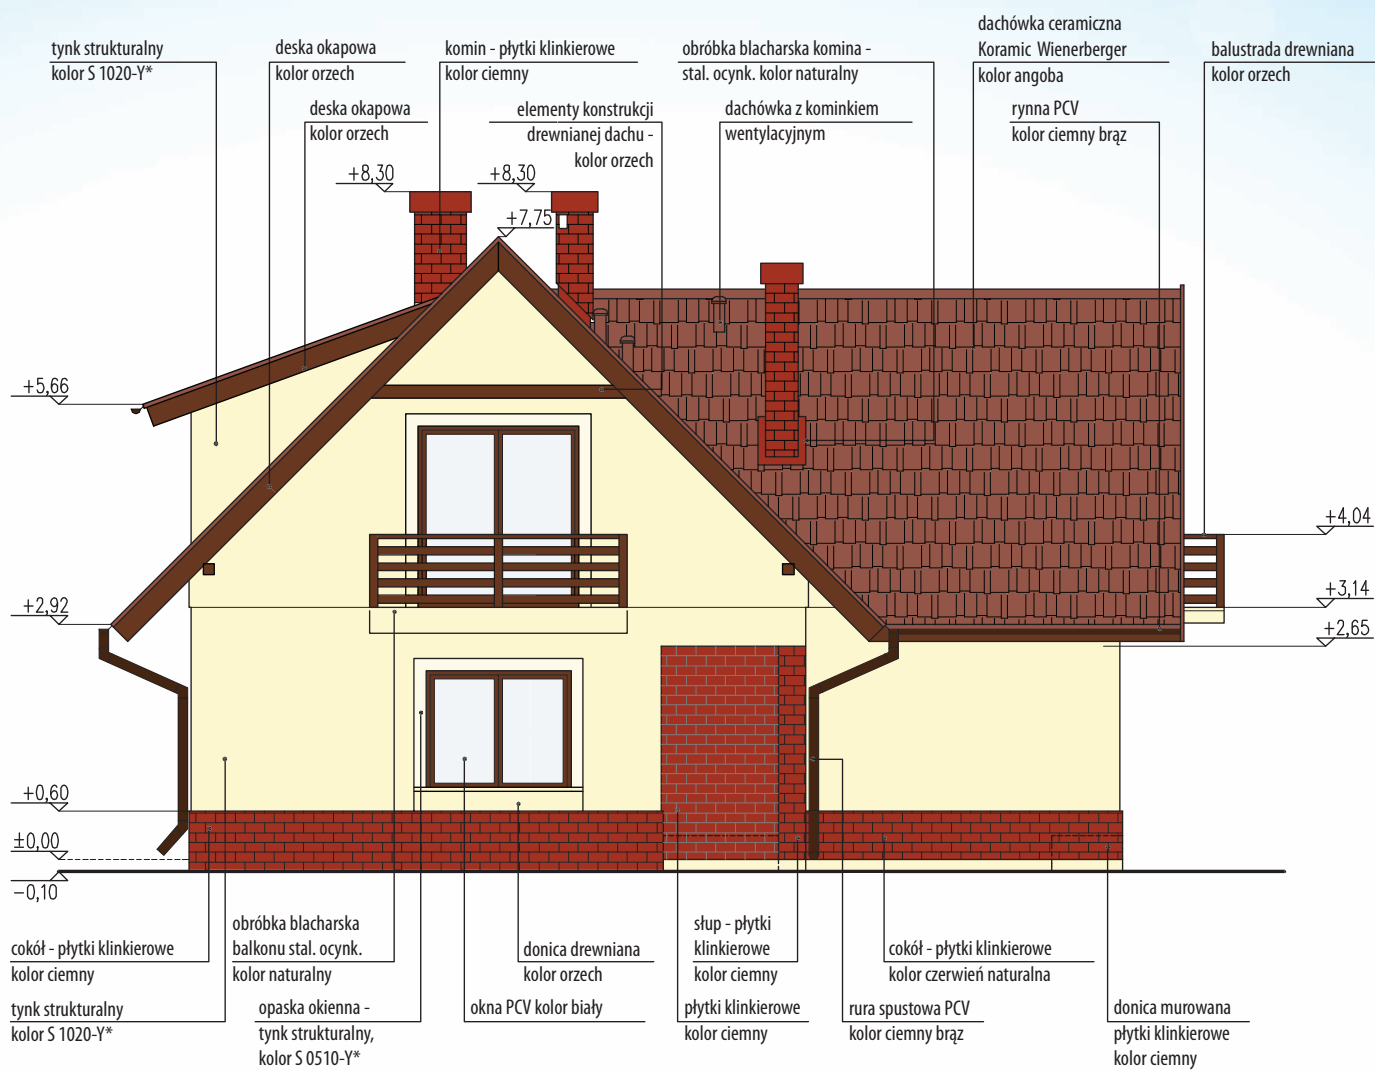 tynk strukturalny
kolor S 1020-Y*
deska okapowa
kolor orzech
komin - płytki klinkierowe
kolor ciemny
obróbka blacharska komina -
stal. ocynk. kolor naturalny
dachówka ceramiczna
Koramic Wienerberger
kolor angoba
balustrada drewniana
kolor orzech
deska okapowa
kolor orzech
elementy konstrukcji
drewnianej dachu -
kolor orzech
dachówka z kominkiem
wentylacyjnym
rynna PCV
kolor ciemny brąz
+8,30
+8,30
+7,75
+5,66
+4,04
+3,14
+2,92
+2,65
+0,60
±0,00
−0,10
cokół - płytki klinkierowe
kolor ciemny
obróbka blacharska
balkonu stal. ocynk.
kolor naturalny
donica drewniana
kolor orzech
słup - płytki
klinkierowe
kolor ciemny
cokół - płytki klinkierowe
kolor czerwień naturalna
tynk strukturalny
kolor S 1020-Y*
opaska okienna -
tynk strukturalny,
kolor S 0510-Y*
okna PCV kolor biały
płytki klinkierowe
kolor ciemny
rura spustowa PCV
kolor ciemny brąz
donica murowana
płytki klinkierowe
kolor ciemny